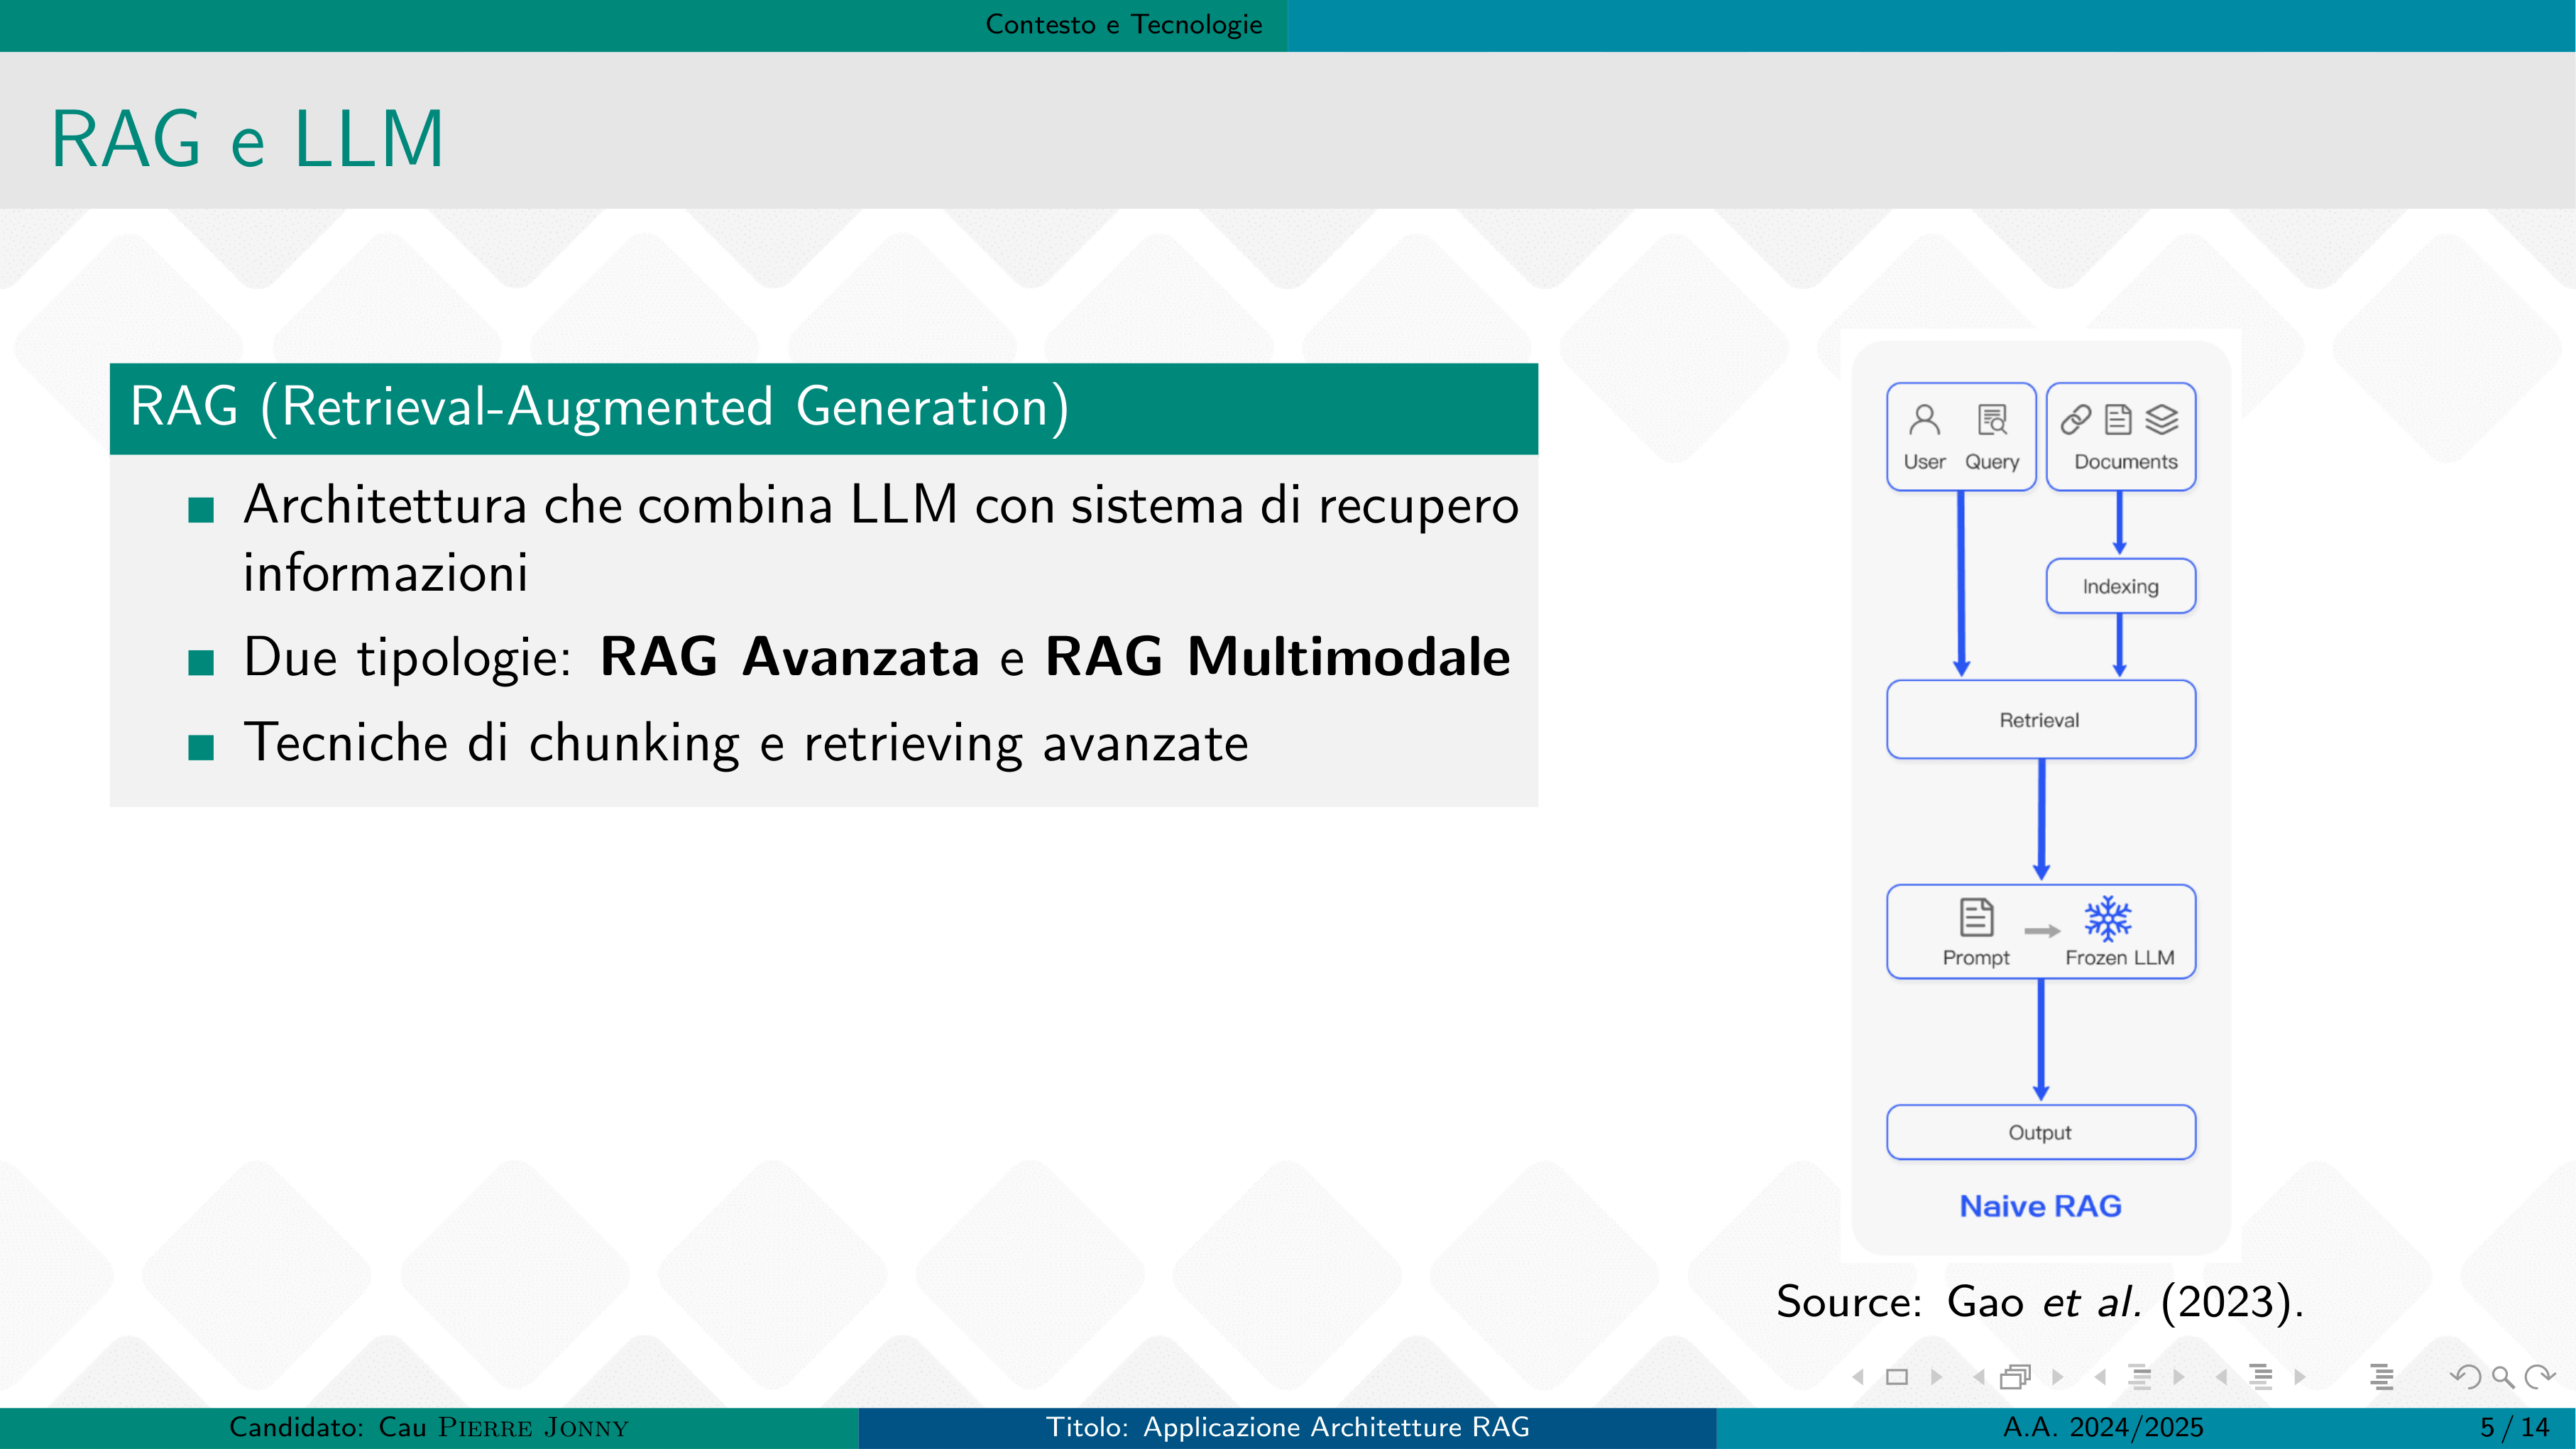 Contesto e Tecnologie
RAG e LLM
RAG (Retrieval-Augmented Generation)
Architettura che combina LLM con sistema di recupero
informazioni
Due tipologie: RAG Avanzata e RAG Multimodale
Tecniche di chunking e retrieving avanzate
User Query
Documents
Indexing
Retrieval
Prompt
Frozen LLM
Output
Naive RAG
Source: Gao et al. (2023).
Candidato: Cau Pierre Jonny
Titolo: Applicazione Architetture RAG
A.A. 2024/2025
5 / 14